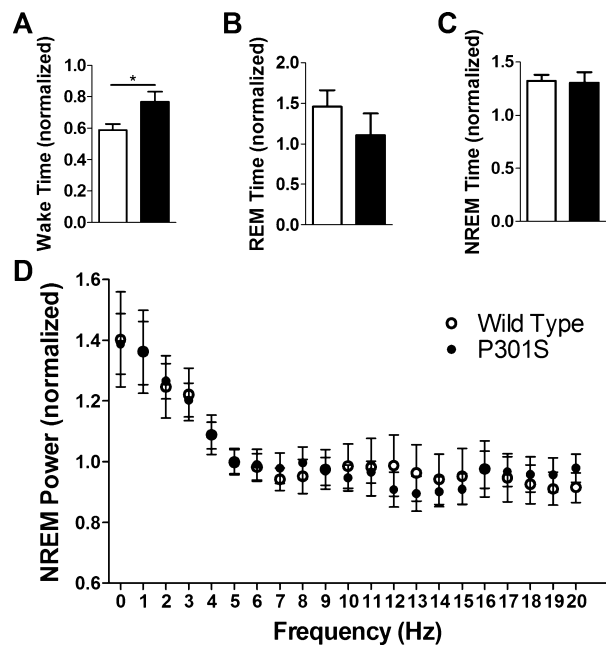 A
Wake Time (normalized)
1.0
0.8
0.6
0.4
0.2
0.0
*
B
REM Time (normalized)
2.0
1.5
1.0
0.5
0.0
C
NREM Time (normalized)
1.5
1.0
0.5
0.0
D
NREM Power (normalized)
1.6
1.4
1.2
1.0
0.8
0.6
Wild Type
P301S
0 1 2 3 4 5 6 7 8 9 10 11 12 13 14 15 16 17 18 19 20
Frequency (Hz)